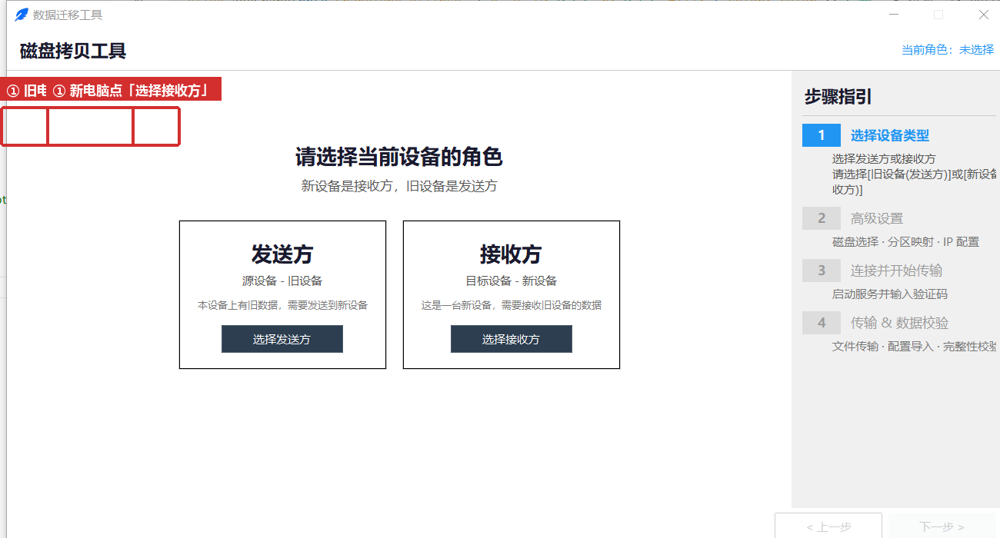 数据迁移工具
磁盘拷贝工具
当前角色：未选择
① 旧电
① 新电脑点「选择接收方」
请选择当前设备的角色
新设备是接收方，旧设备是发送方
发送方
源设备 - 旧设备
本设备上有旧数据，需要发送到新设备
选择发送方
接收方
目标设备 - 新设备
这是一台新设备，需要接收旧设备的数据
选择接收方
步骤指引
1 选择设备类型
选择发送方或接收方
请选择[旧设备(发送方)]或[新设备
收方)]
2 高级设置
磁盘选择 · 分区映射 · IP 配置
3 连接并开始传输
启动服务并输入验证码
4 传输 & 数据校验
文件传输 · 配置导入 · 完整性校验
< 上一步
下一步 >